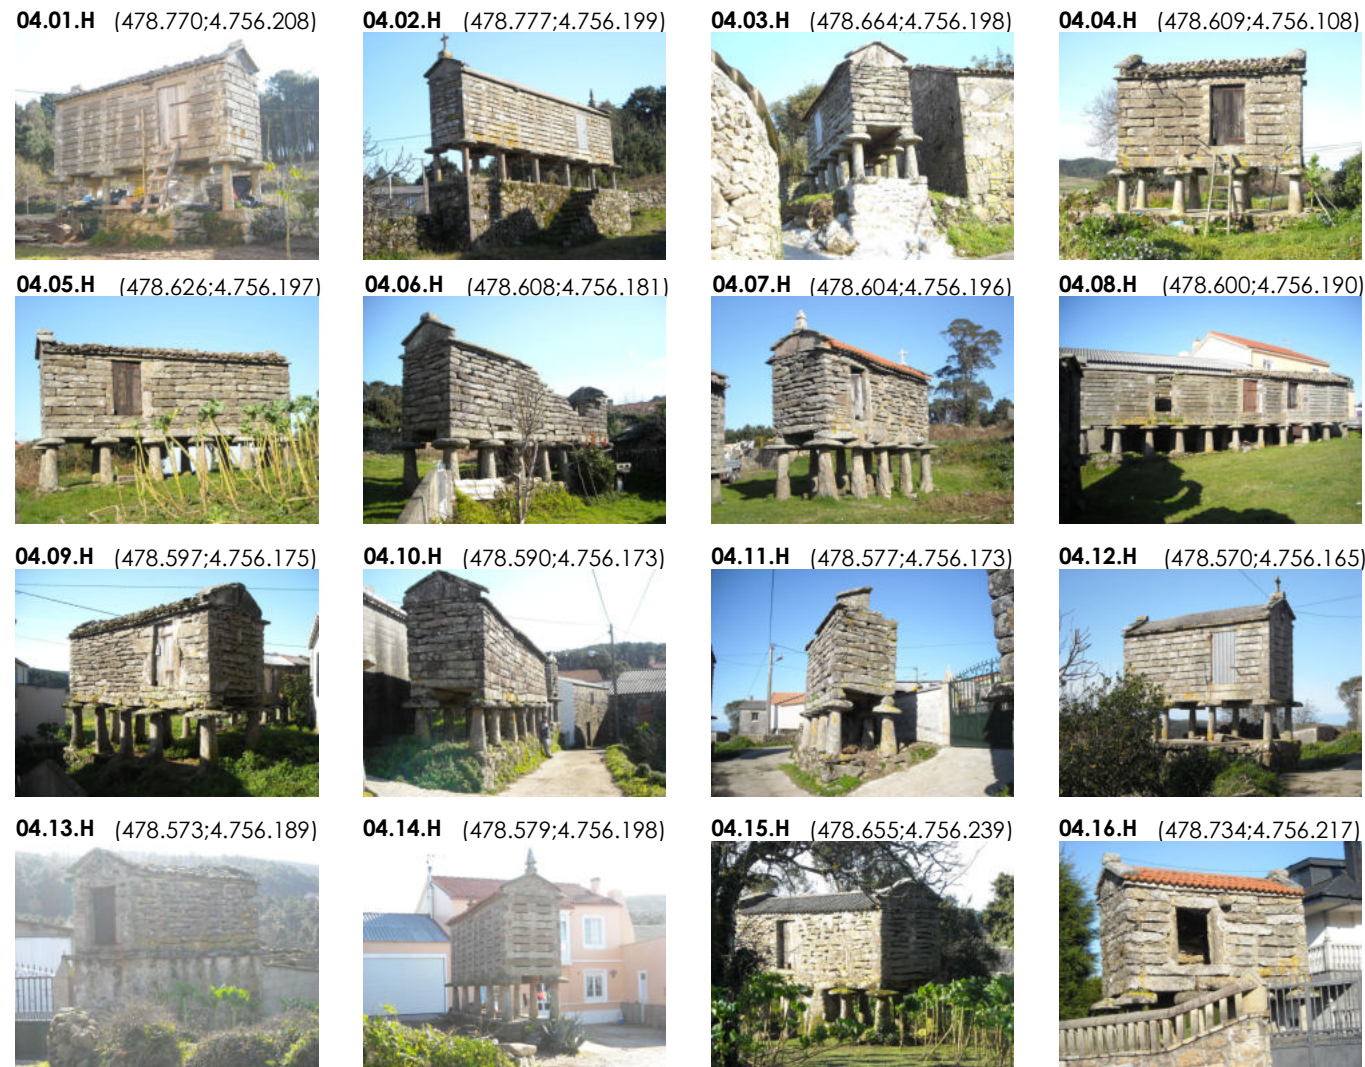 04.01.H (478.770;4.756.208)
04.02.H (478.777;4.756.199)
04.03.H (478.664;4.756.198)
04.04.H (478.609;4.756.108)
04.05.H (478.626;4.756.197)
04.06.H (478.608;4.756.181)
04.07.H (478.604;4.756.196)
04.08.H (478.600;4.756.190)
04.09.H (478.597;4.756.175)
04.10.H (478.590;4.756.173)
04.11.H (478.577;4.756.173)
04.12.H (478.570;4.756.165)
04.13.H (478.573;4.756.189)
04.14.H (478.579;4.756.198)
04.15.H (478.655;4.756.239)
04.16.H (478.734;4.756.217)